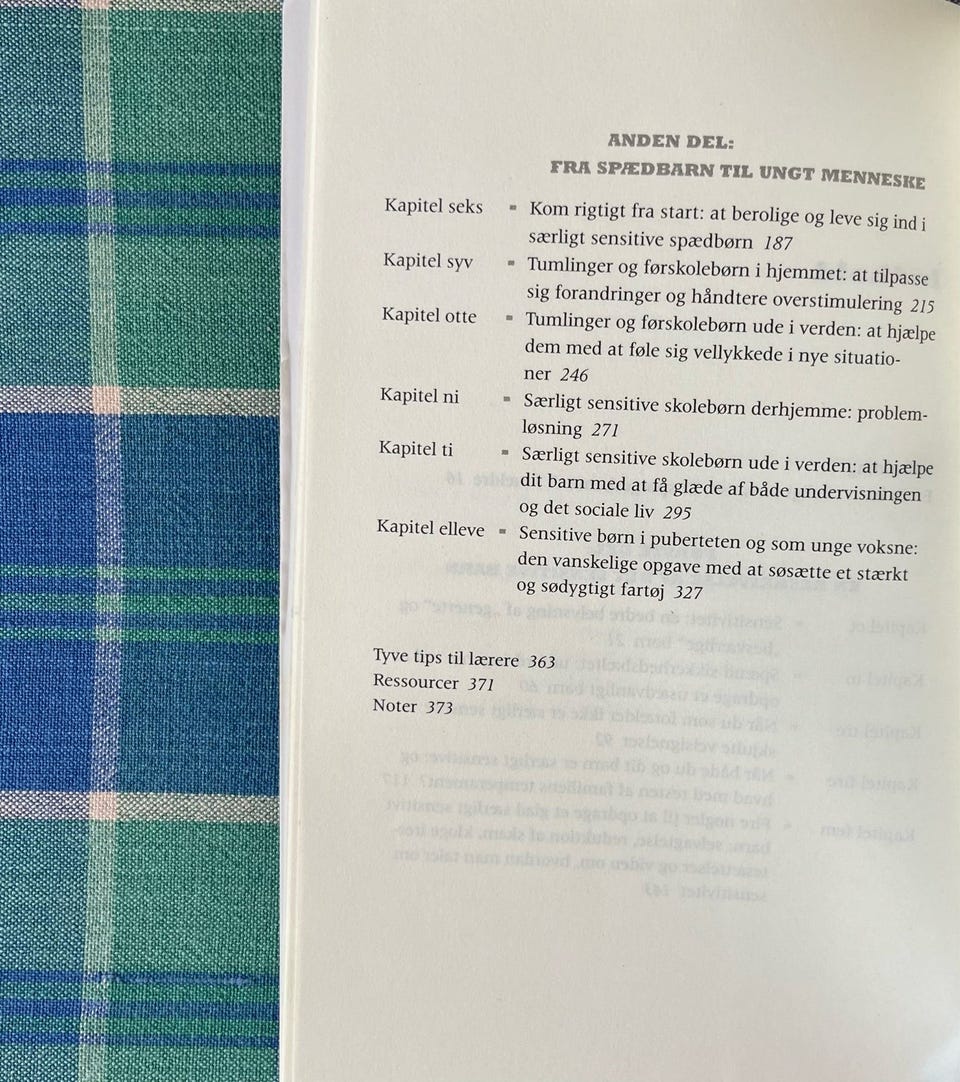 ANDEN DEL:
FRA SPÆDBARN TIL UNGT MENNESKE
Kapitel seks - Kom rigtigt fra start: at berolige og leve sig ind i
særligt sensitive spædbørn 187
Kapitel syv - Tumlinger og førskolebørn i hjemmet: at tilpasse
sig forandringer og håndtere overstimulering 215
Kapitel otte - Tumlinger og førskolebørn ude i verden: at hjælpe
dem med at føle sig vellykkede i nye situatio-
ner 246
Kapitel ni - Særligt sensitive skolebørn derhjemme: problem-
løsning 271
Kapitel ti - Særligt sensitive skolebørn ude i verden: at hjælpe
dit barn med at få glæde af både undervisningen
og det sociale liv 295
Kapitel elleve - Sensitive børn i puberteten og som unge voksne:
den vanskelige opgave med at søsætte et stærkt
og sødygtigt fartøj 327
Tyve tips til lærere 363
Ressourcer 371
Noter 373